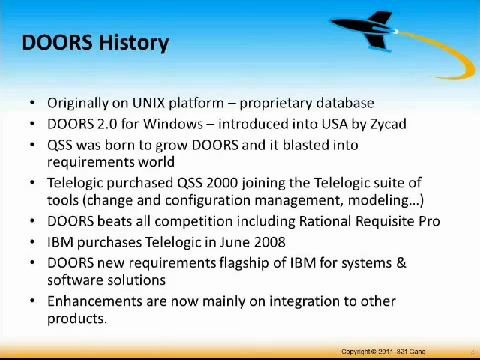 DOORS History
• Originally on UNIX platform – proprietary database
• DOORS 2.0 for Windows – introduced into USA by Zycad
• QSS was born to grow DOORS and it blasted into
requirements world
• Telelogic purchased QSS 2000 joining the Telelogic suite of
tools (change and configuration management, modeling…)
• DOORS beats all competition including Rational Requisite Pro
• IBM purchases Telelogic in June 2008
• DOORS new requirements flagship of IBM for systems &
software solutions
• Enhancements are now mainly on integration to other
products.
Copyright © 2011 321 Gang